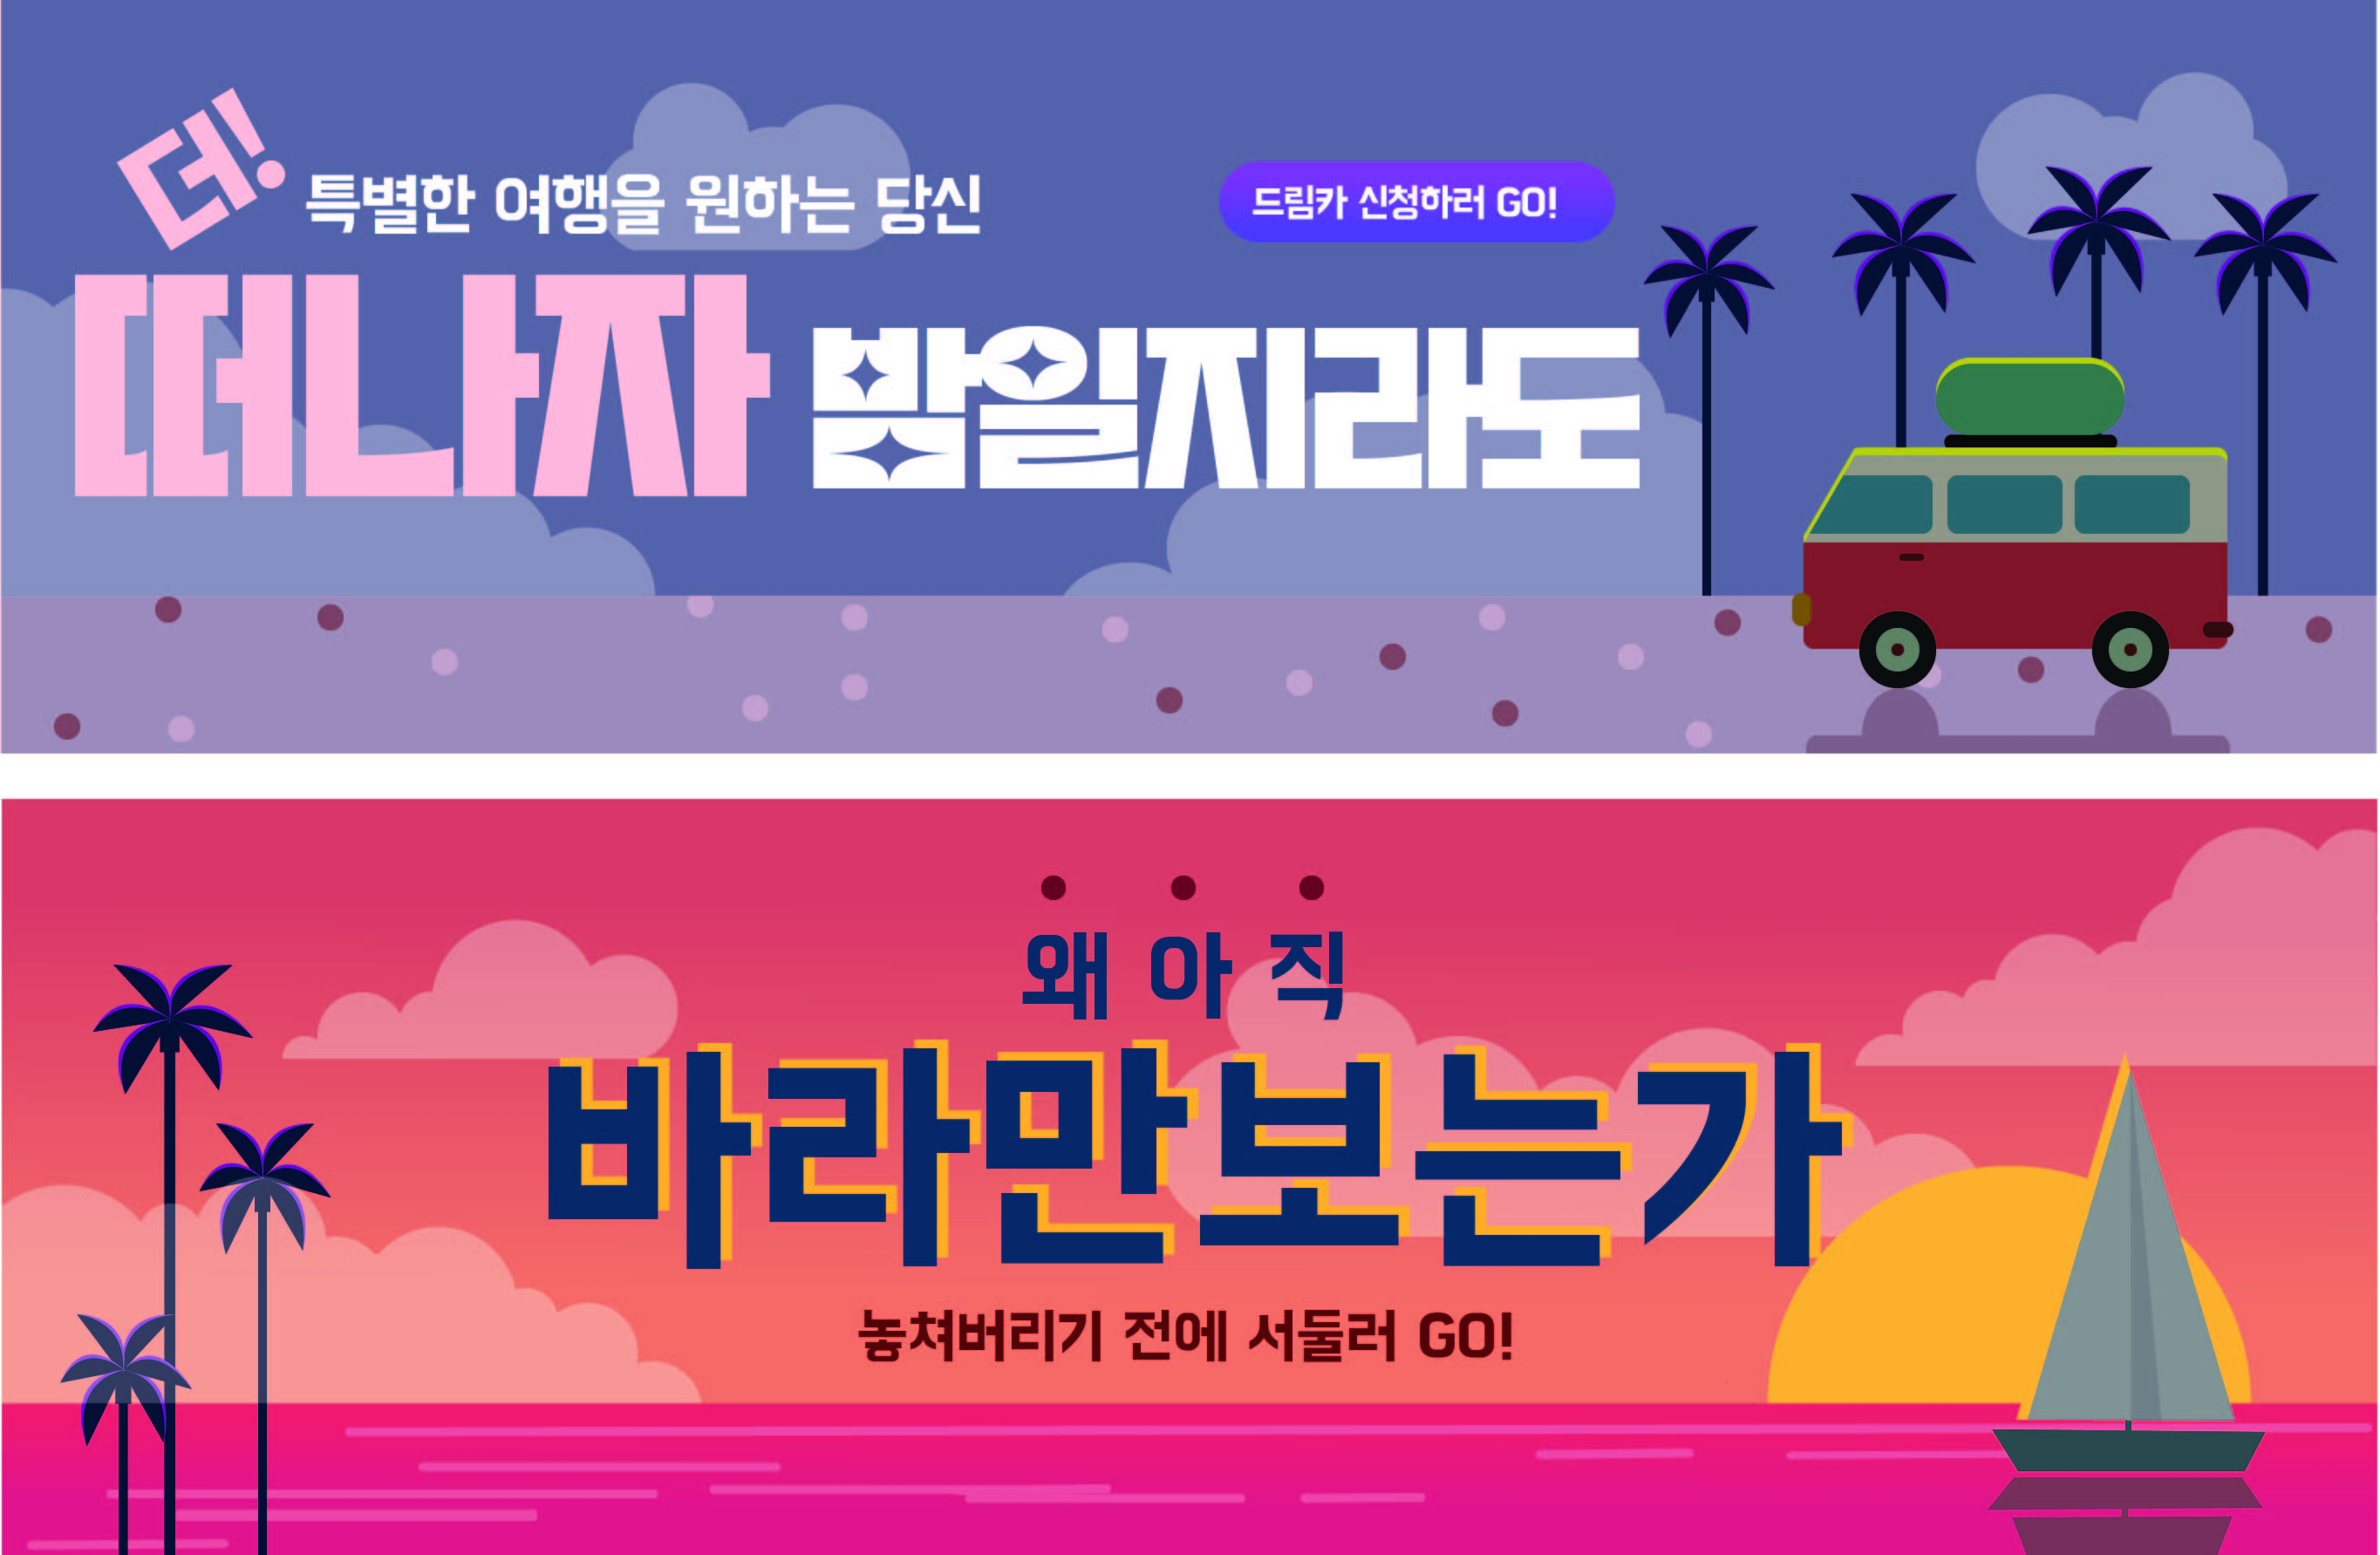 더! 특별한 여행을 원하는 당신
드림카 신청하러 GO!
떠나자 밤일지라도
왜 아 직
바라만보는가
놓쳐버리기 전에 서둘러 GO!